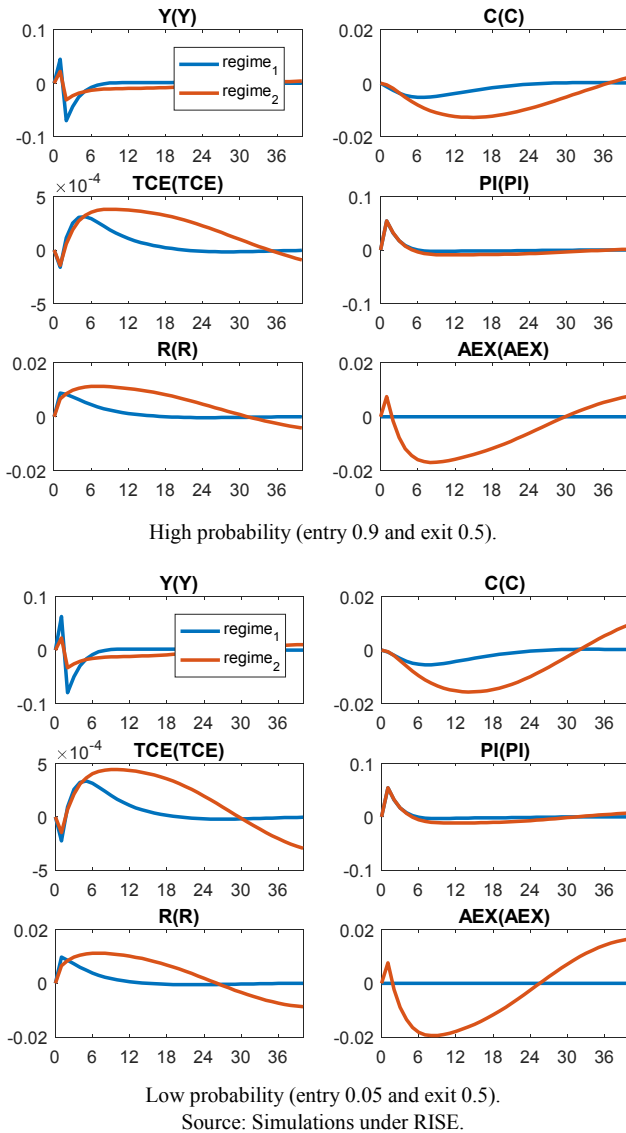 Y(Y) C(C)
0.1 0.02
regime1
0 0
regime2
-0.1 -0.02
0 6 12 18 24 30 36 0 6 12 18 24 30 36
×10-4 TCE(TCE) PI(PI)
5 0.1
0 0
-5 -0.1
0 6 12 18 24 30 36 0 6 12 18 24 30 36
R(R) AEX(AEX)
0.02 0.02
0 0
-0.02 -0.02
0 6 12 18 24 30 36 0 6 12 18 24 30 36
High probability (entry 0.9 and exit 0.5).
Y(Y) C(C)
0.1 0.02
regime1
0 0
regime2
-0.1 -0.02
0 6 12 18 24 30 36 0 6 12 18 24 30 36
×10-4 TCE(TCE) PI(PI)
5 0.1
0 0
-5 -0.1
0 6 12 18 24 30 36 0 6 12 18 24 30 36
R(R) AEX(AEX)
0.02 0.02
0 0
-0.02 -0.02
0 6 12 18 24 30 36 0 6 12 18 24 30 36
Low probability (entry 0.05 and exit 0.5).
Source: Simulations under RISE.